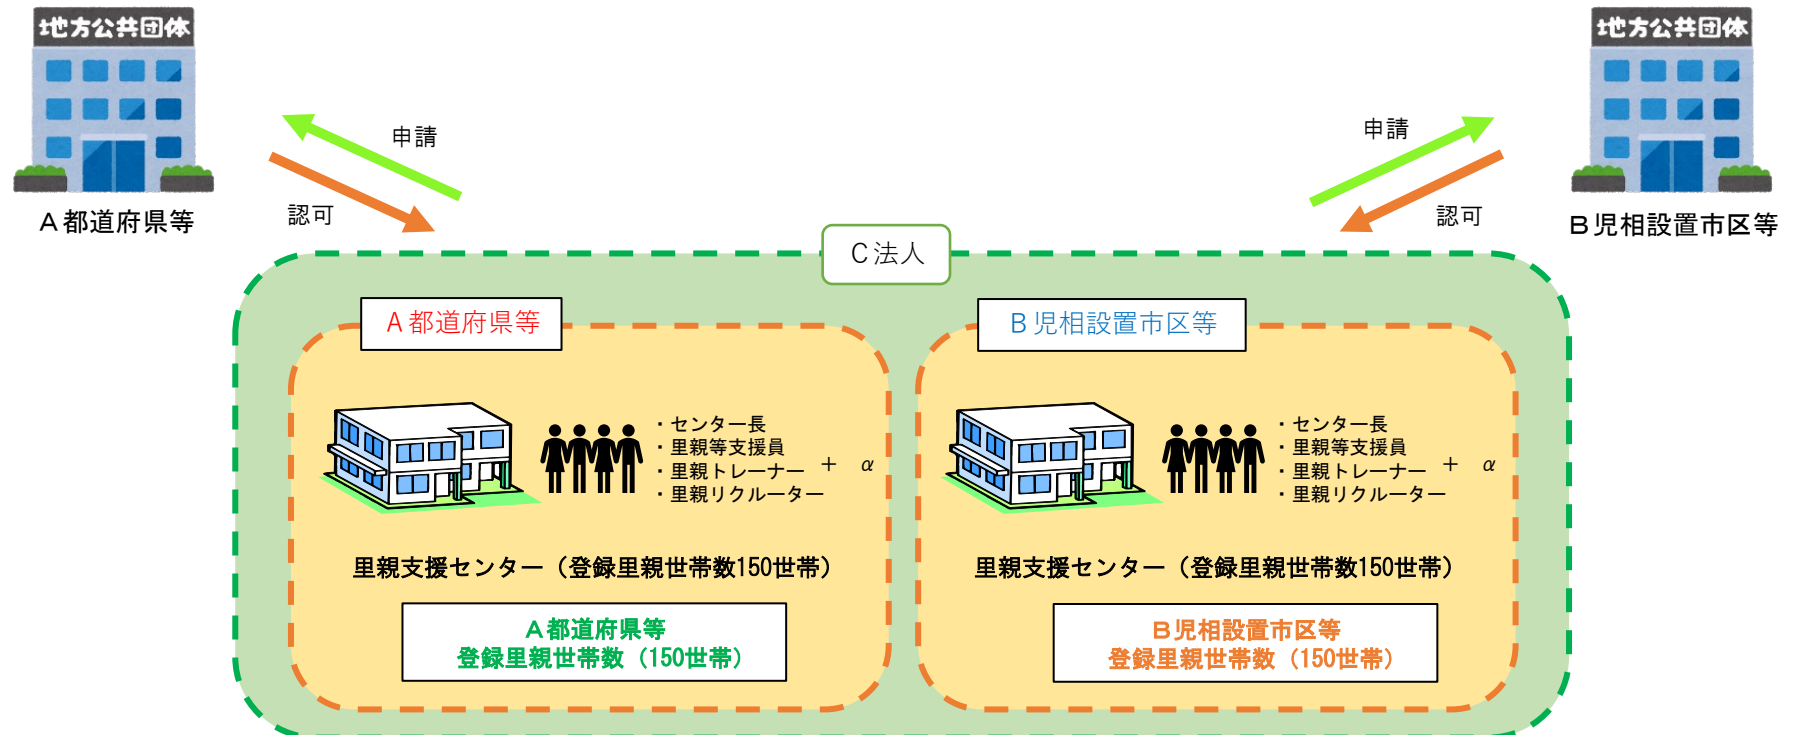 地方公共団体
地方公共団体
申請
申請
認可
認可
Ａ都道府県等
Ｂ児相設置市区等
Ｃ法人
Ａ都道府県等
Ｂ児相設置市区等
・センター長
・里親等支援員
・里親トレーナー
・里親リクルーター
＋　α
・センター長
・里親等支援員
・里親トレーナー
・里親リクルーター
＋　α
里親支援センター（登録里親世帯数150世帯）
里親支援センター（登録里親世帯数150世帯）
Ａ都道府県等
登録里親世帯数（150世帯）
Ｂ児相設置市区等
登録里親世帯数（150世帯）